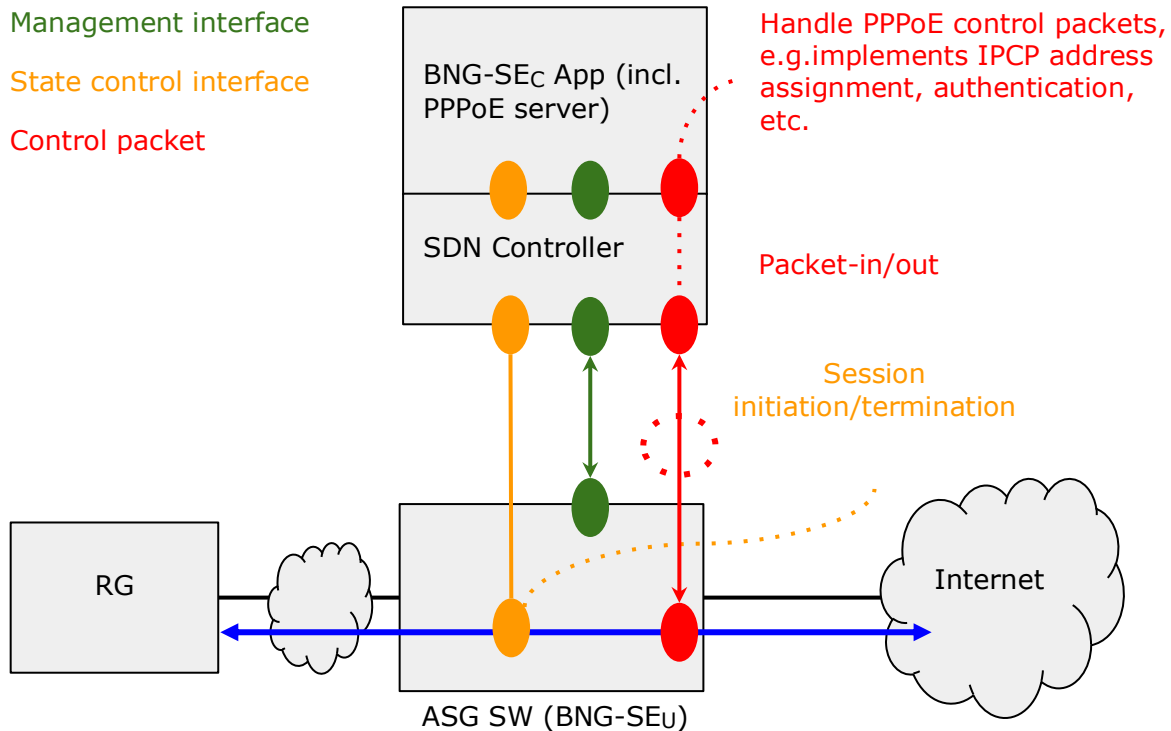 Management interface
State control interface
Control packet
BNG-SEC App (incl.
PPPoE server)
Handle PPPoE control packets,
e.g.implements IPCP address
assignment, authentication,
etc.
SDN Controller
Packet-in/out
Session
initiation/termination
RG
Internet
ASG SW (BNG-SEU)